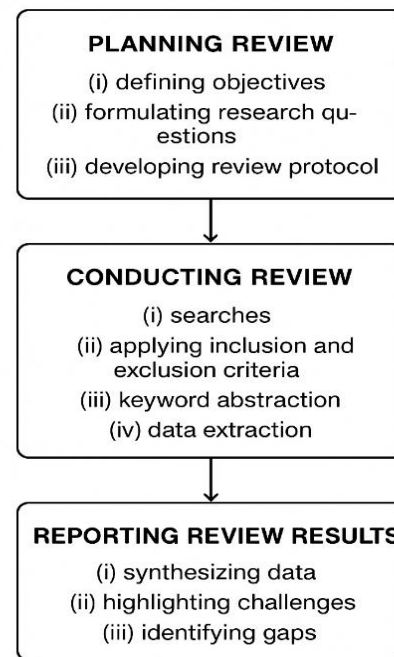 PLANNING REVIEW
(i) defining objectives
(ii) formulating research qu-
estions
(iii) developing review protocol
CONDUCTING REVIEW
(i) searches
(ii) applying inclusion and
exclusion criteria
(iii) keyword abstraction
(iv) data extraction
REPORTING REVIEW RESULTS
(i) synthesizing data
(ii) highlighting challenges
(iii) identifying gaps